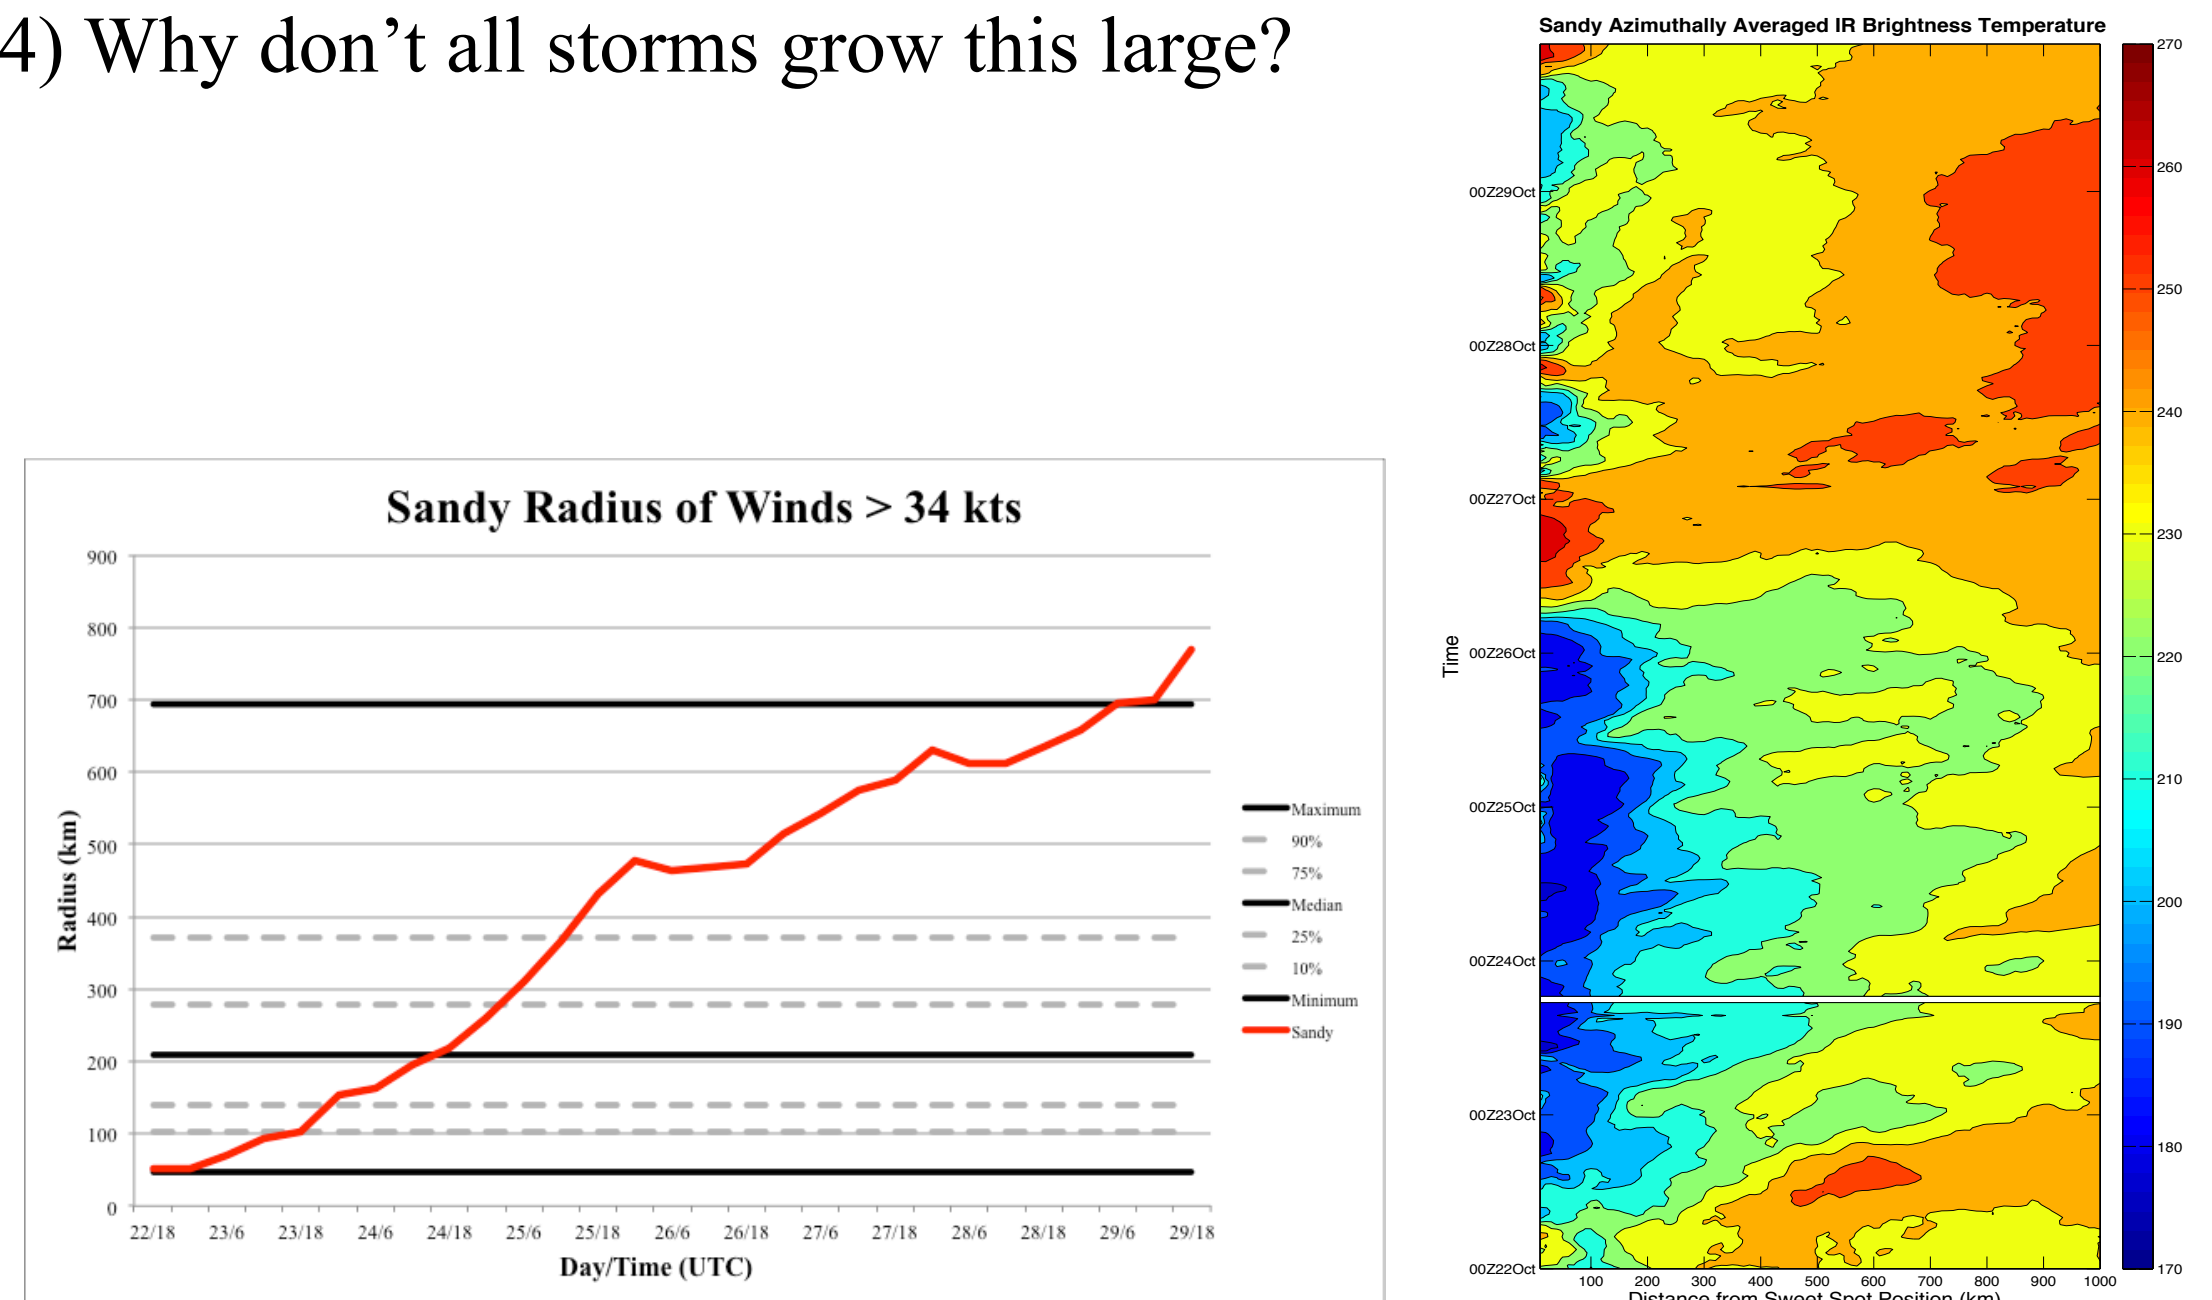 4) Why don’t all storms grow this large?
Sandy Radius of Winds > 34 kts
900
800
700
600
500
400
300
200
100
0
Radius (km)
22/18 23/6 23/18 24/6 24/18 25/6 25/18 26/6 26/18 27/6 27/18 28/6 28/18 29/6 29/18
Day/Time (UTC)
Maximum
90%
75%
Median
25%
10%
Minimum
Sandy
Sandy Azimuthally Averaged IR Brightness Temperature
00Z29Oct
00Z28Oct
00Z27Oct
00Z26Oct
00Z25Oct
00Z24Oct
00Z23Oct
00Z22Oct
Time
100 200 300 400 500 600 700 800 900 1000
Distance from Sweet Spot Position (km)
270
260
250
240
230
220
210
200
190
180
170